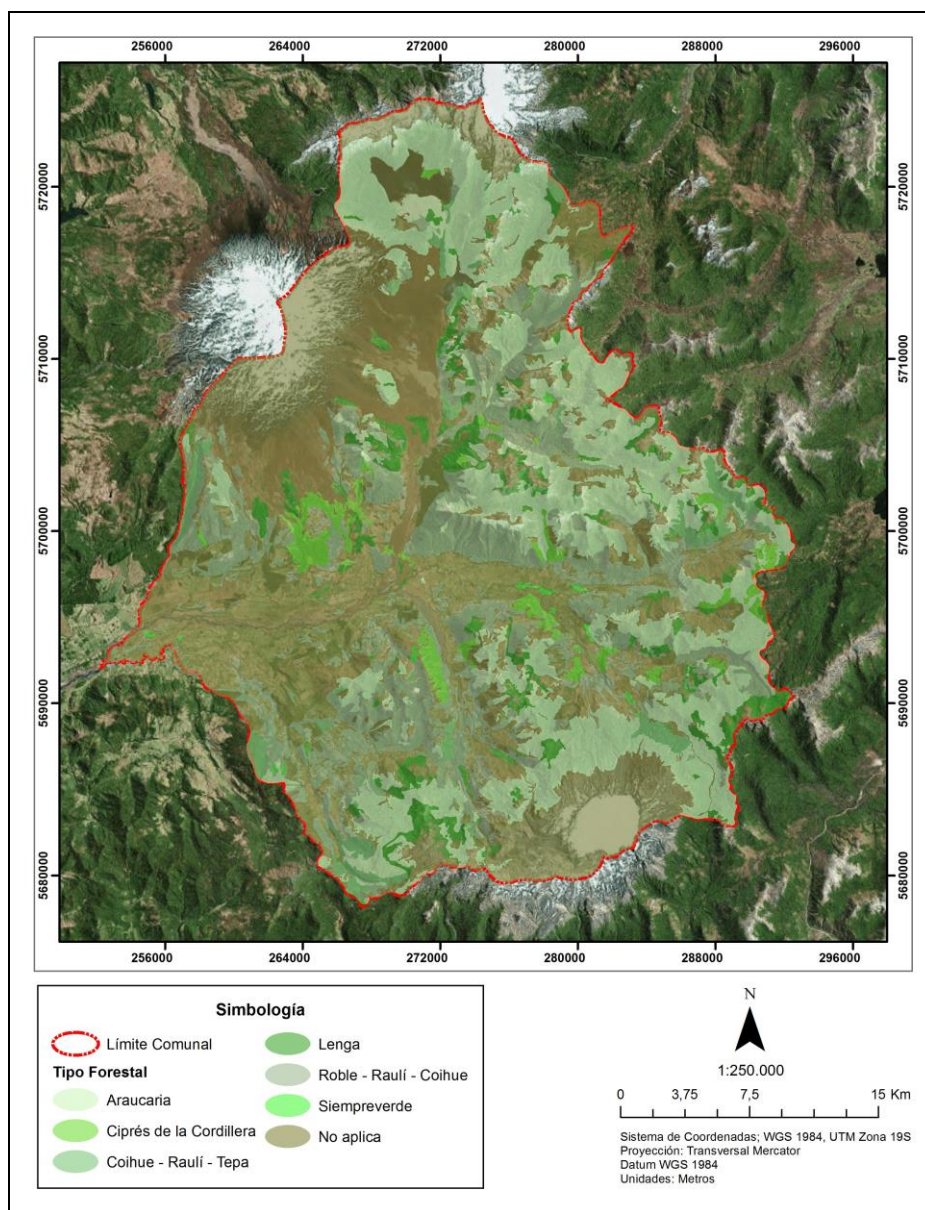 256000 264000 272000 280000 288000 296000
5720000 5720000
5710000 5710000
5700000 5700000
5690000 5690000
5680000 5680000
256000 264000 272000 280000 288000 296000
Simbología
Límite Comunal
Tipo Forestal
Araucaria
Ciprés de la Cordillera
Coihue - Raulí - Tepa
Lenga
Roble - Raulí - Coihue
Siempreverde
No aplica
N
1:250.000
0 3,75 7,5 15 Km
Sistema de Coordenadas; WGS 1984, UTM Zona 19S
Proyección: Transversal Mercator
Datum WGS 1984
Unidades: Metros